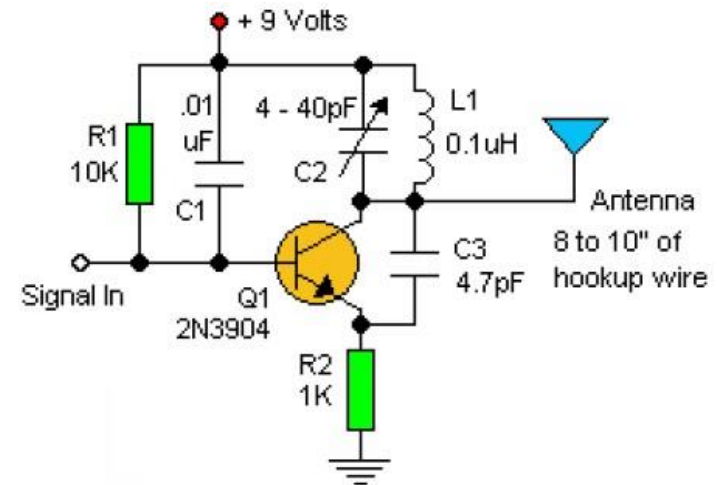 + 9 Volts
.01
uF
4 - 40pF
L1
0.1uH
R1
10K
C2
C1
Antenna
8 to 10" of
hookup wire
C3
4.7pF
Signal In
Q1
2N3904
R2
1K